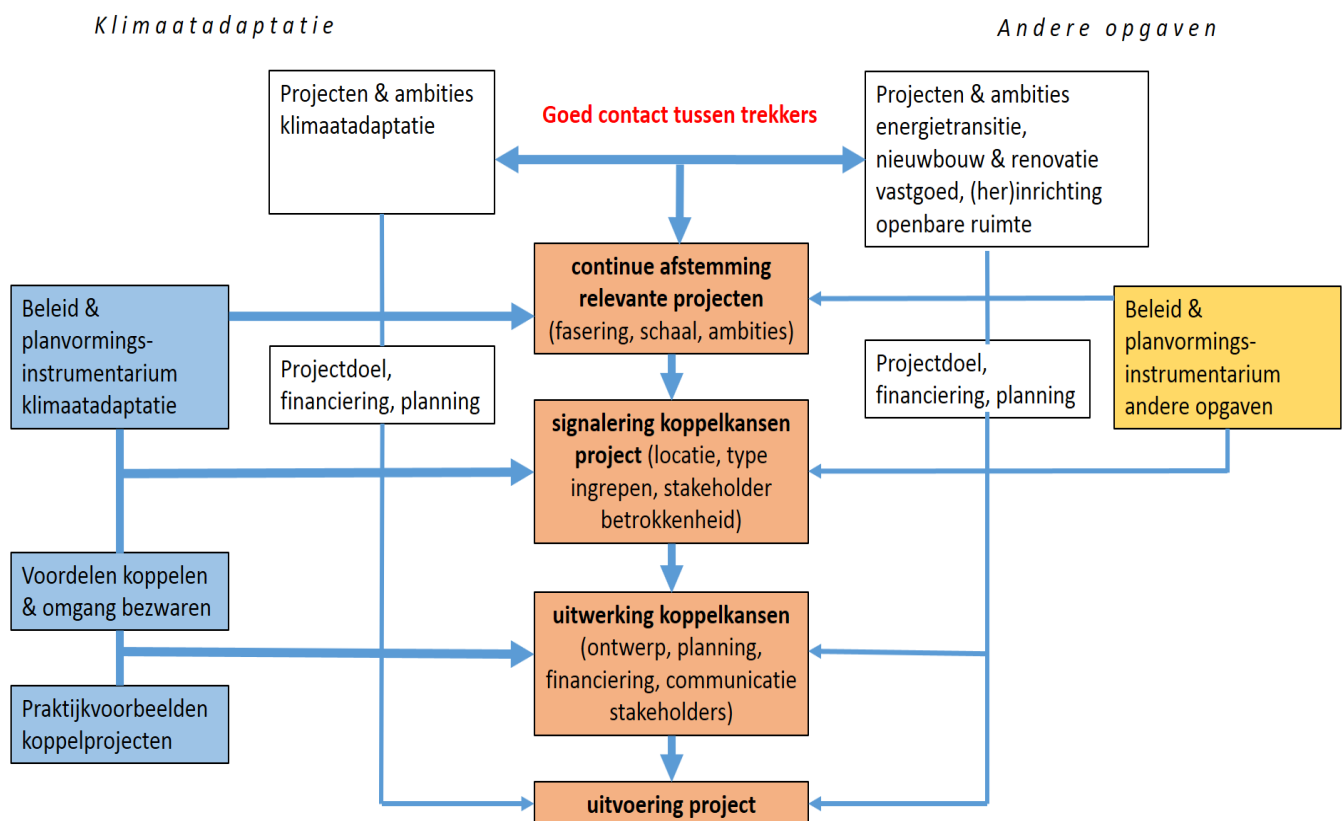 Klimaatadaptatie
Andere opgaven
Projecten & ambities
klimaatadaptatie
Goed contact tussen trekkers
Projecten & ambities
energietransitie,
nieuwbouw & renovatie
vastgoed, (her)inrichting
openbare ruimte
continue afstemming
relevante projecten
(fasering, schaal, ambities)
Beleid &
planvormings-
instrumentarium
klimaatadaptatie
Beleid &
planvormings-
instrumentarium
andere opgaven
Projectdoel,
financiering, planning
Projectdoel,
financiering, planning
signalering koppelkansen
project (locatie, type
ingrepen, stakeholder
betrokkenheid)
Voordelen koppelen
& omgang bezwaren
uitwerking koppelkansen
(ontwerp, planning,
financiering, communicatie
stakeholders)
Praktijkvoorbeelden
koppelprojecten
uitvoering project